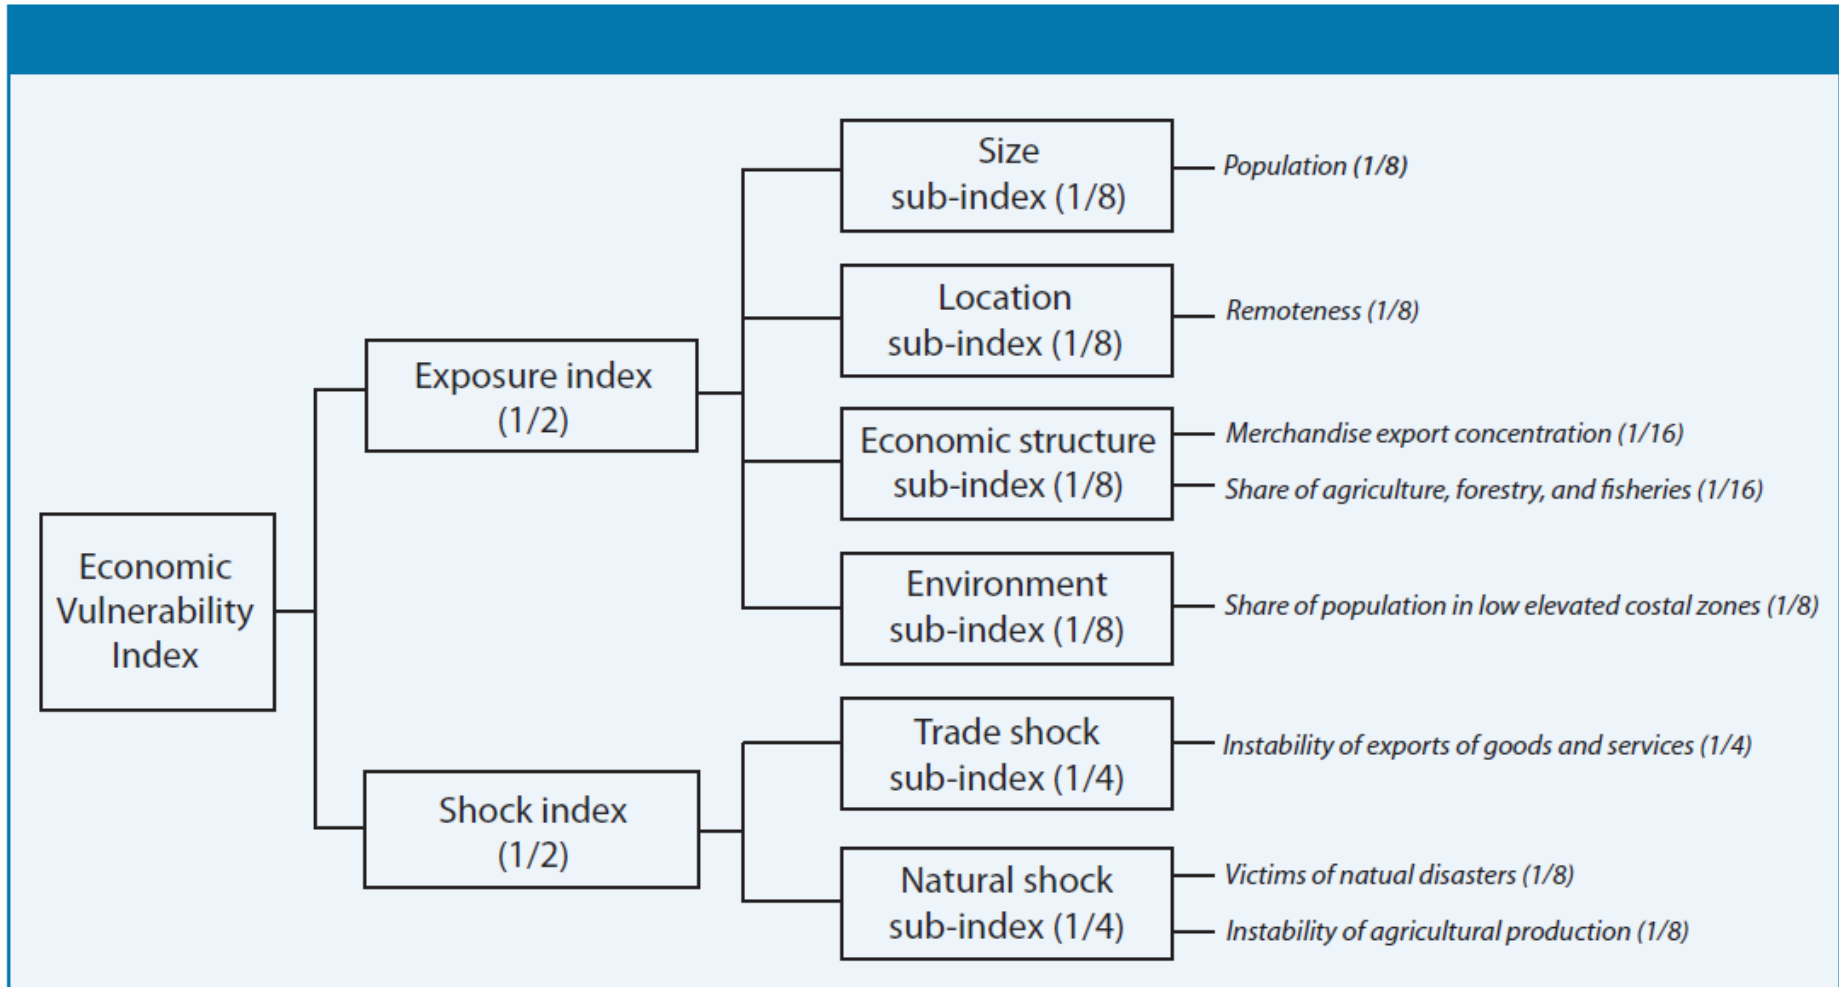 Economic
Vulnerability
Index
Exposure index
(1/2)
Shock index
(1/2)
Size
sub-index (1/8)
Population (1/8)
Location
sub-index (1/8)
Remoteness (1/8)
Economic structure
sub-index (1/8)
Merchandise export concentration (1/16)
Share of agriculture, forestry, and fisheries (1/16)
Environment
sub-index (1/8)
Share of population in low elevated costal zones (1/8)
Trade shock
sub-index (1/4)
Instability of exports of goods and services (1/4)
Natural shock
sub-index (1/4)
Victims of natual disasters (1/8)
Instability of agricultural production (1/8)